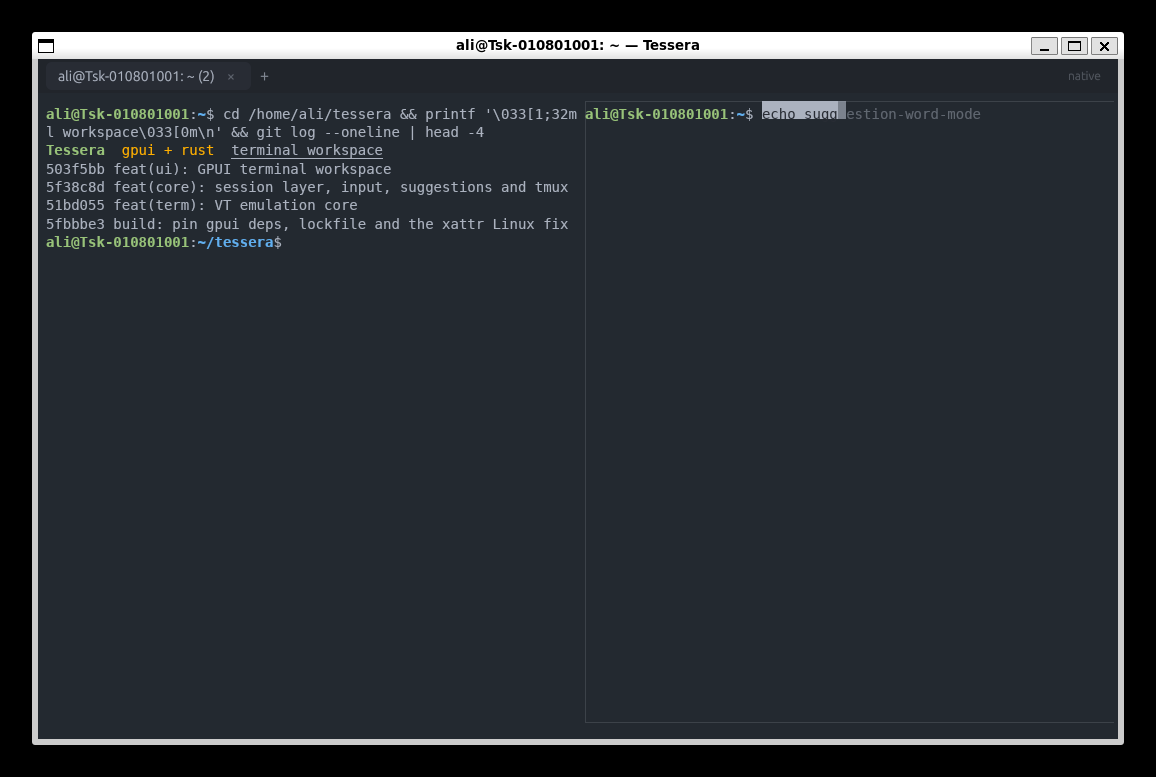 ali@Tsk-010801001: ~ — Tessera
ali@Tsk-010801001: ~ (2) × +
native
ali@Tsk-010801001:~$ cd /home/ali/tessera && printf '\033[1;32m
l workspace\033[0m\n' && git log --oneline | head -4
Tessera gpui + rust terminal workspace
503f5bb feat(ui): GPUI terminal workspace
5f38c8d feat(core): session layer, input, suggestions and tmux
51bd055 feat(term): VT emulation core
5fbbbe3 build: pin gpui deps, lockfile and the xattr Linux fix
ali@Tsk-010801001:~/tessera$
ali@Tsk-010801001:~$ echo suggestion-word-mode